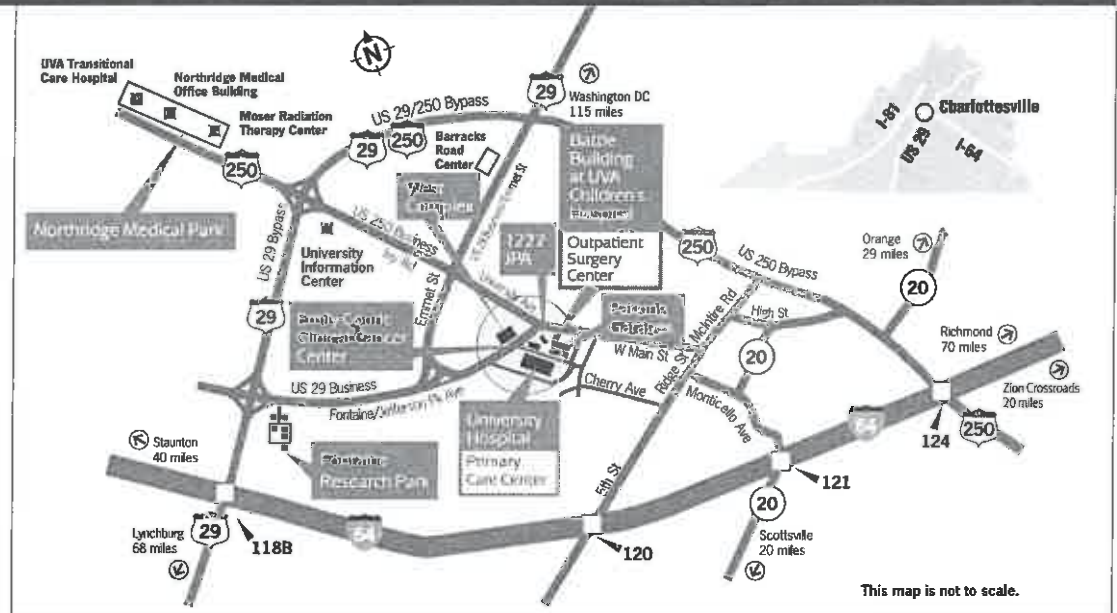 UVA Transitional
Care Hospital
Northridge Medical
Office Building
Moser Radiation
Therapy Center
250
Northridge Medical Park
N
US 29/250 Bypass
29
250
Barracks
Road
Center
29
Washington DC
115 miles
Charlottesville
I-81
US 29
I-64
Battle
Building
at UVA
Children's
Outpatient
Surgery
Center
US 29 Bypass
US 250 Business
University
Information
Center
Complex
Emmet St
1222
JPA
250
US 250 Bypass
Orange
29 miles
20
29
Center
W Main St
Ridge St/ McIntire Rd
High St
20
Richmond
70 miles
Zion Crossroads
20 miles
US 29 Business
Fontaine/Jefferson Pk Ave
Cherry Ave
Monticello Ave
University
Hospital
Primary
Care Center
64
124
250
Staunton
40 miles
Research Park
5th St
121
20
Lynchburg
68 miles
29
118B
64
120
Scottsville
20 miles
This map is not to scale.